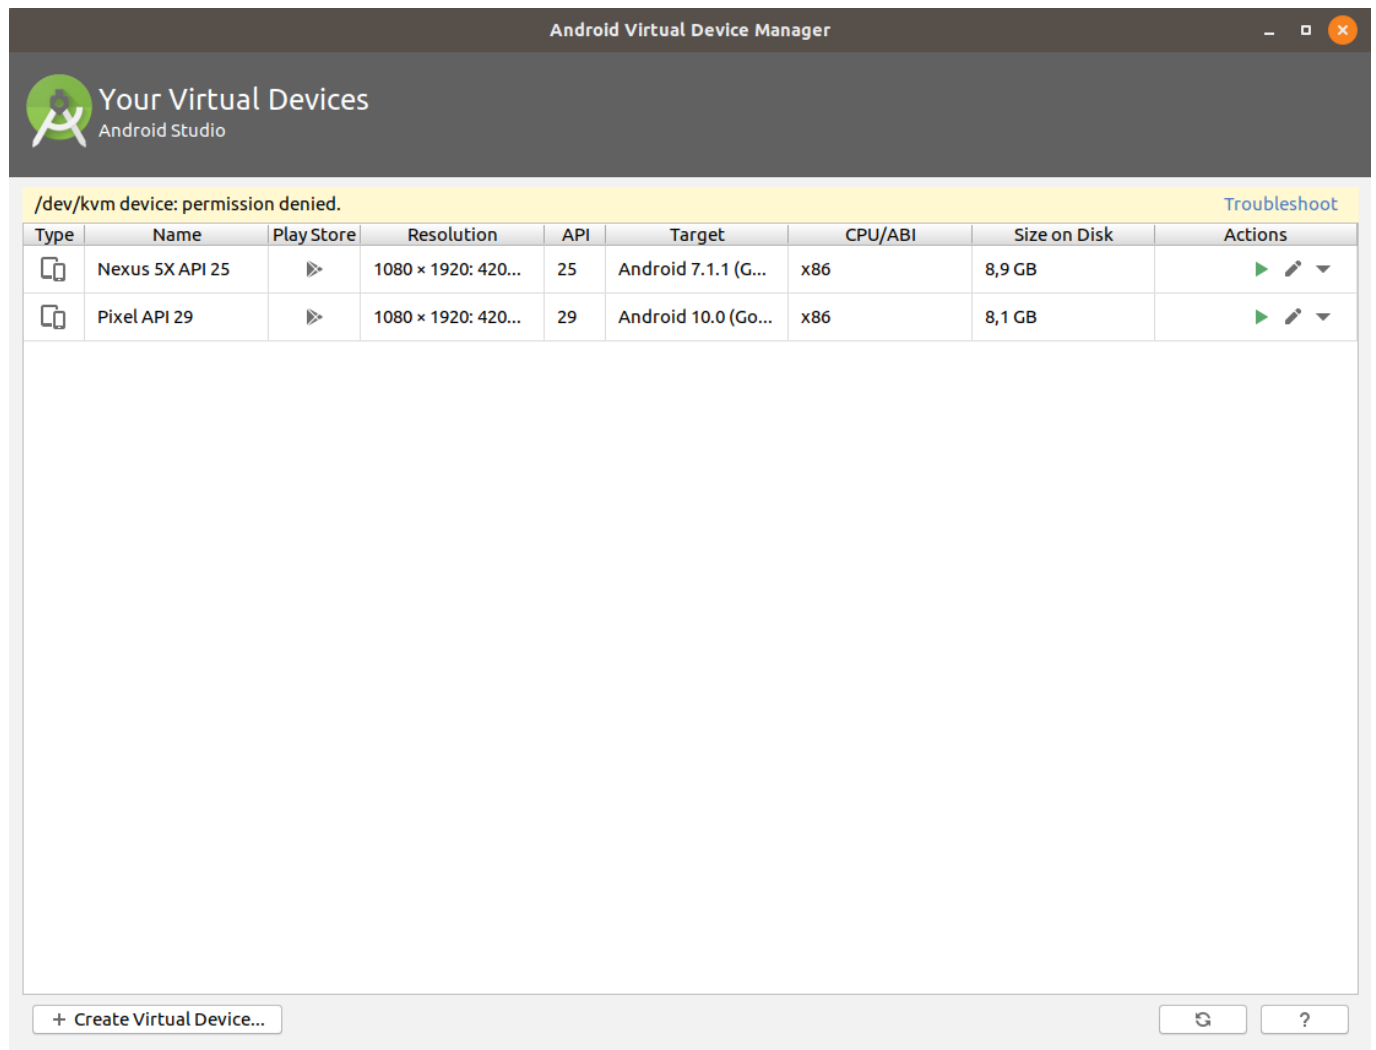 Android Virtual Device Manager
Your Virtual Devices
Android Studio
/dev/kvm device: permission denied. Troubleshoot
Type Name Play Store Resolution API Target CPU/ABI Size on Disk Actions
Nexus 5X API 25 1080 × 1920: 420... 25 Android 7.1.1 (G... x86 8,9 GB
Pixel API 29 1080 × 1920: 420... 29 Android 10.0 (Go... x86 8,1 GB
+ Create Virtual Device... ?